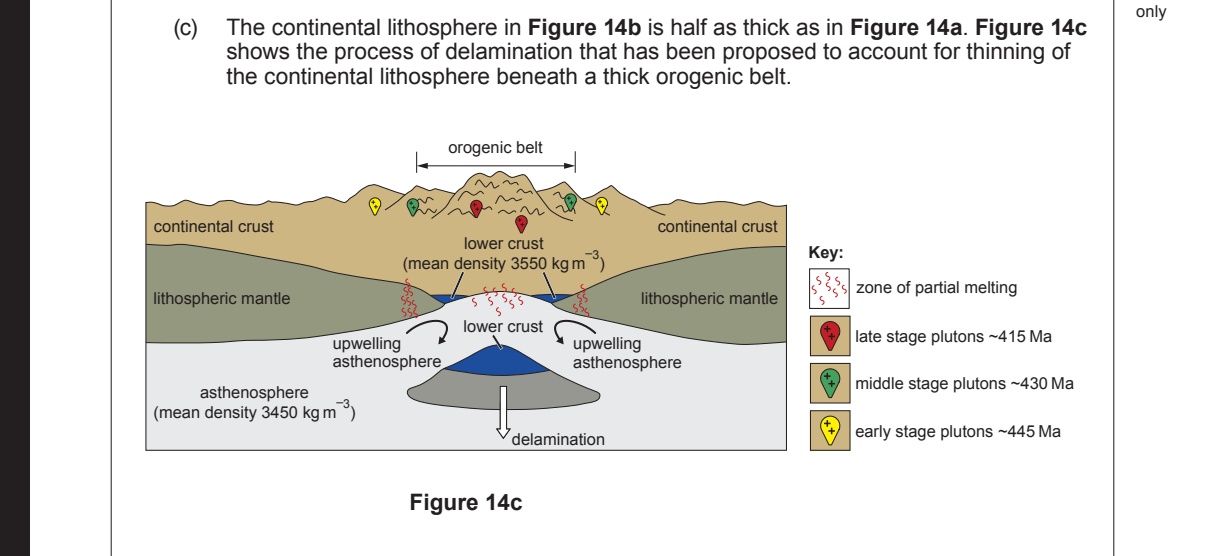 only
(c) The continental lithosphere in Figure 14b is half as thick as in Figure 14a. Figure 14c
shows the process of delamination that has been proposed to account for thinning of
the continental lithosphere beneath a thick orogenic belt.
orogenic belt
continental crust
continental crust
lower crust
(mean density 3550 kg m⁻³)
lithospheric mantle
lithospheric mantle
lower crust
upwelling
asthenosphere
upwelling
asthenosphere
asthenosphere
(mean density 3450 kg m⁻³)
delamination
Key:
zone of partial melting
late stage plutons ~415 Ma
middle stage plutons ~430 Ma
early stage plutons ~445 Ma
Figure 14c